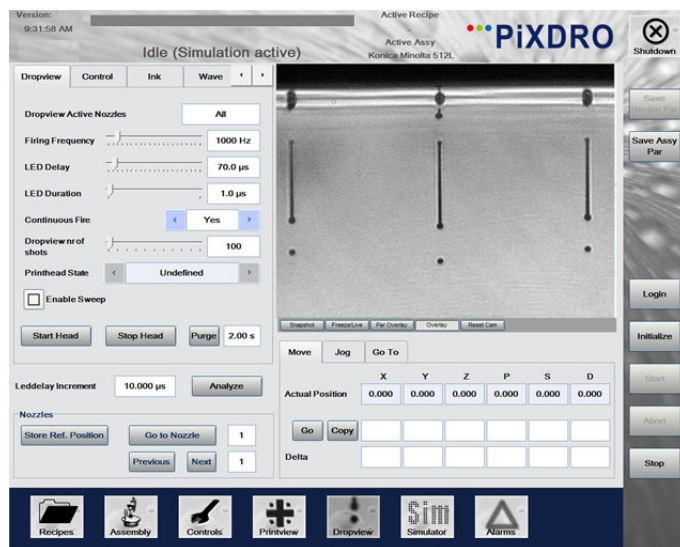 Version:
9:31:58 AM
Idle (Simulation active)
Active Recipe
Active Assy
Konica Minolta 512L
PiXDRO
Shutdown
Dropview Control Ink Wave
Dropview Active Nozzles All
Firing Frequency 1000 Hz
LED Delay 70.0 µs
LED Duration 1.0 µs
Continuous Fire < Yes >
Dropview nr of
shots 100
Printhead State < Undefined >
Enable Sweep
Start Head Stop Head Purge 2.00 s
Leddelay Increment 10.000 µs Analyze
Nozzles
Store Ref. Position Go to Nozzle 1
Previous Next 1
Snapshot Freeze/Live Par Overlay Overlay Reset Cam
Move Jog Go To
X Y Z P S D
Actual Position 0.000 0.000 0.000 0.000 0.000 0.000
Go Copy
Delta
Save
Recipe Par
Save Assy
Par
Login
Initialize
Start
Abort
Stop
Recipes Assembly Controls Printview Dropview Sim Simulator Alarms